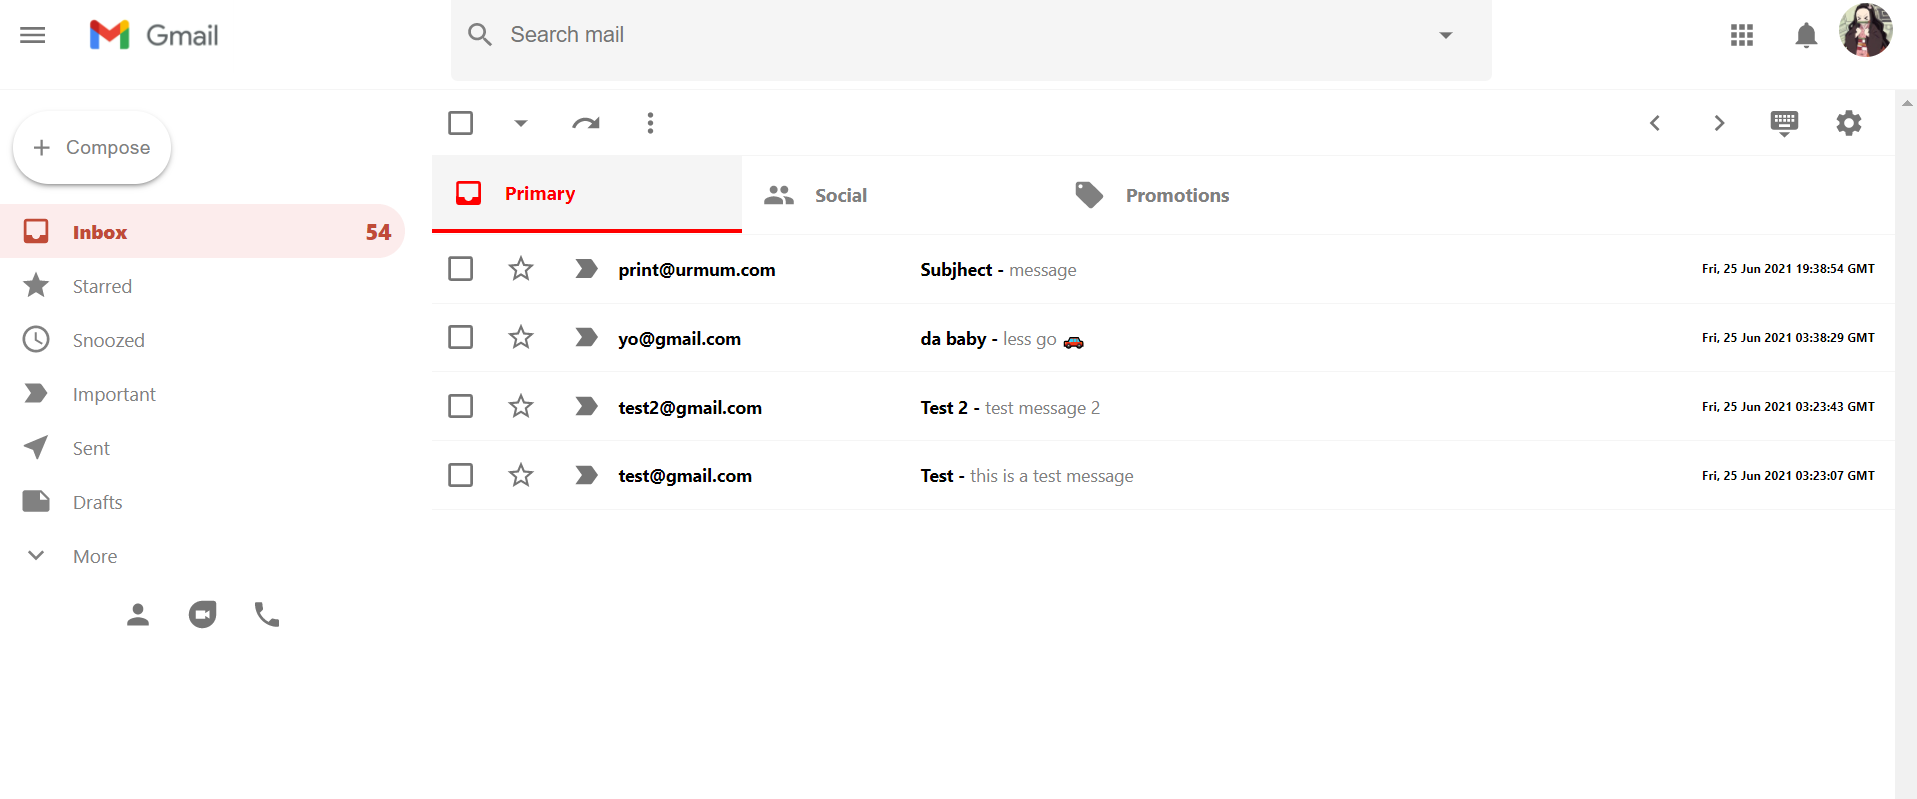 Gmail
Search mail
Compose
Inbox 54
Starred
Snoozed
Important
Sent
Drafts
More
Primary Social Promotions
print@urmum.com Subjhect - message Fri, 25 Jun 2021 19:38:54 GMT
yo@gmail.com da baby - less go 🚗 Fri, 25 Jun 2021 03:38:29 GMT
test2@gmail.com Test 2 - test message 2 Fri, 25 Jun 2021 03:23:43 GMT
test@gmail.com Test - this is a test message Fri, 25 Jun 2021 03:23:07 GMT